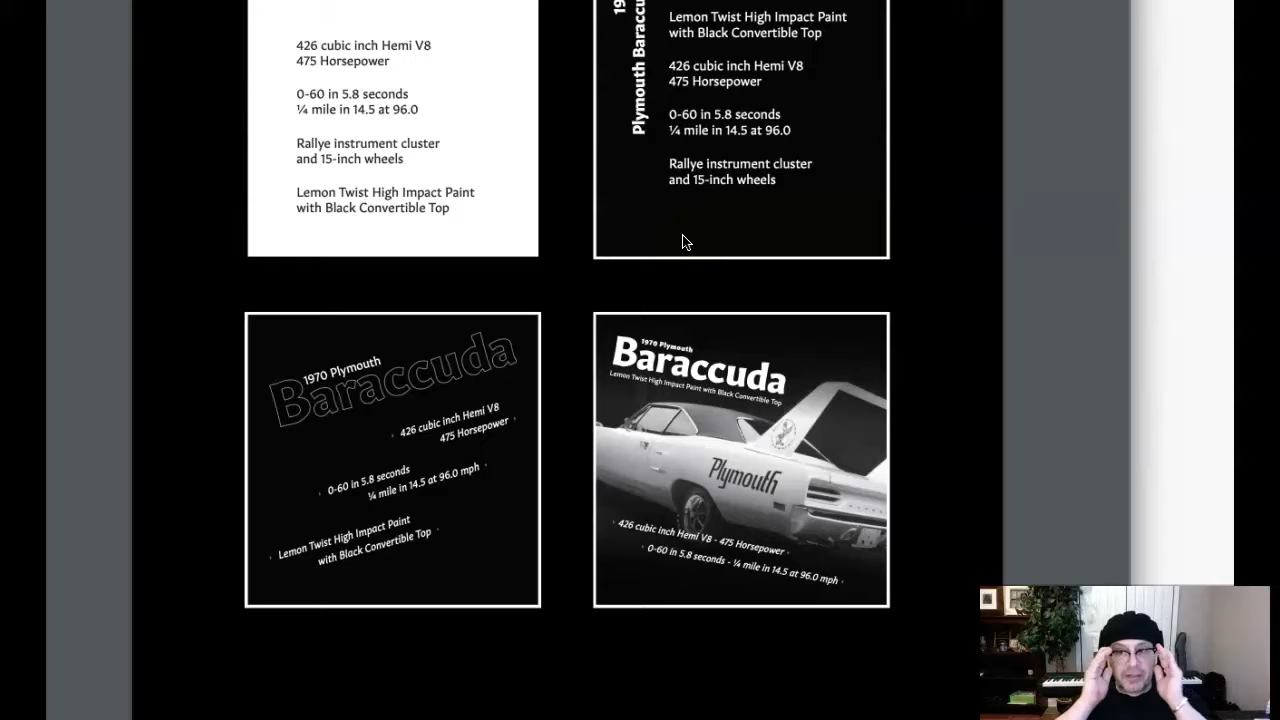 426 cubic inch Hemi V8
475 Horsepower
0-60 in 5.8 seconds
¼ mile in 14.5 at 96.0
Rallye instrument cluster
and 15-inch wheels
Lemon Twist High Impact Paint
with Black Convertible Top
19
Plymouth Baraccu
Lemon Twist High Impact Paint
with Black Convertible Top
426 cubic inch Hemi V8
475 Horsepower
0-60 in 5.8 seconds
¼ mile in 14.5 at 96.0
Rallye instrument cluster
and 15-inch wheels
1970 Plymouth
Baraccuda
426 cubic inch Hemi V8
475 Horsepower
0-60 in 5.8 seconds
¼ mile in 14.5 at 96.0 mph
Lemon Twist High Impact Paint
with Black Convertible Top
1970 Plymouth
Baraccuda
Lemon Twist High Impact Paint with Black Convertible Top
Plymouth
426 cubic inch Hemi V8 - 475 Horsepower
0-60 in 5.8 seconds - ¼ mile in 14.5 at 96.0 mph